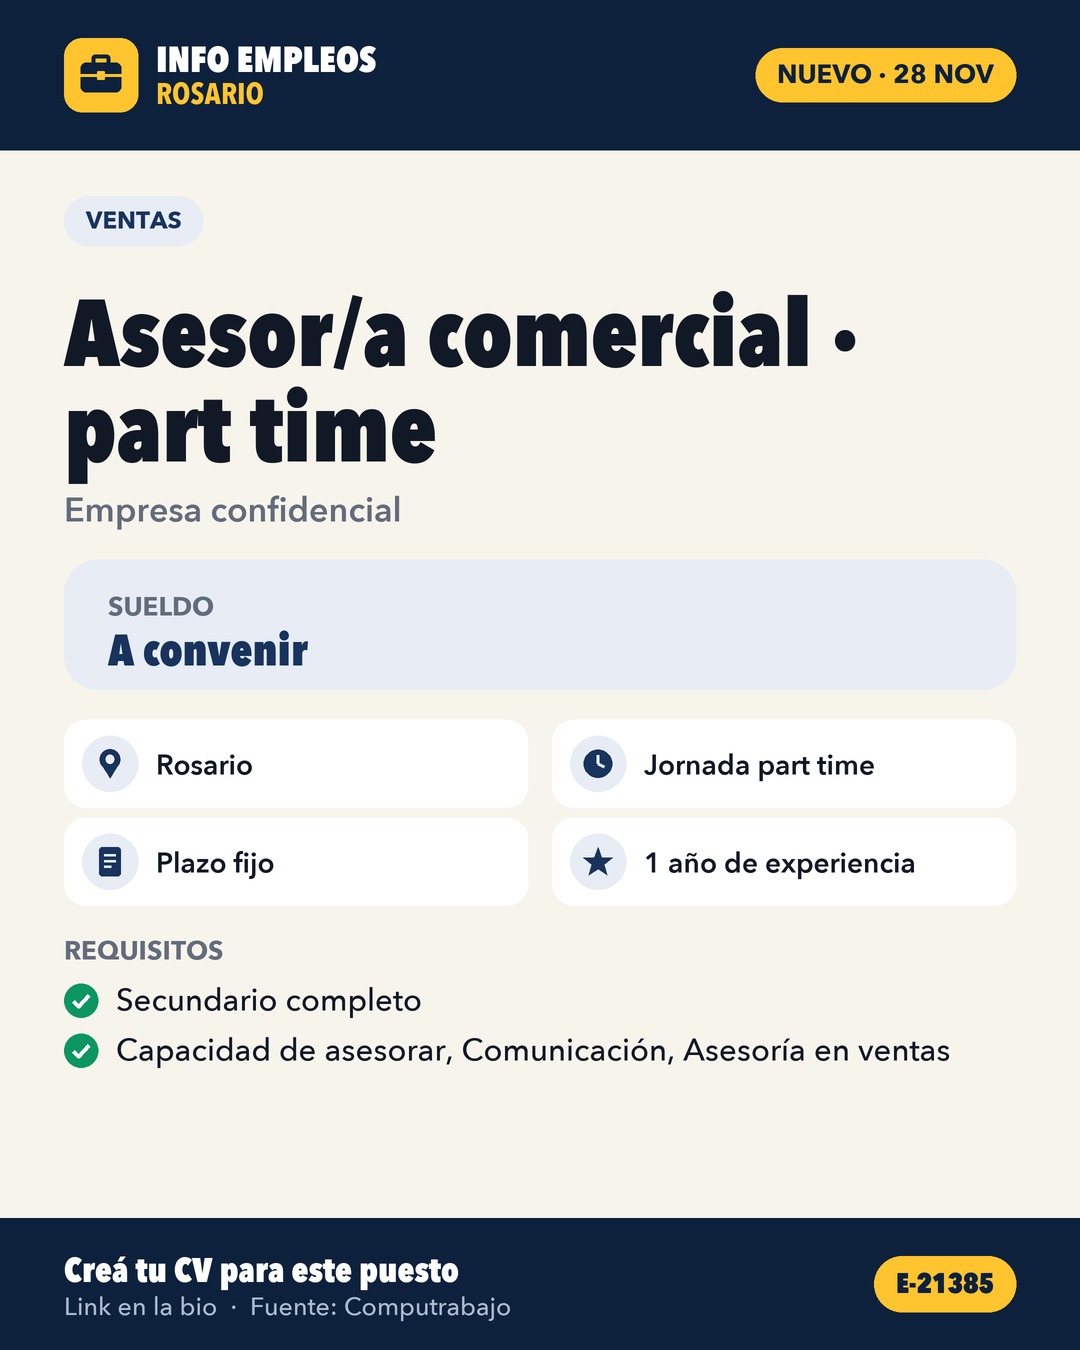 INFO EMPLEOS
ROSARIO
NUEVO · 28 NOV
VENTAS
Asesor/a comercial ·
part time
Empresa confidencial
SUELDO
A convenir
Rosario
Jornada part time
Plazo fijo
1 año de experiencia
REQUISITOS
Secundario completo
Capacidad de asesorar, Comunicación, Asesoría en ventas
Creá tu CV para este puesto
Link en la bio · Fuente: Computrabajo
E-21385